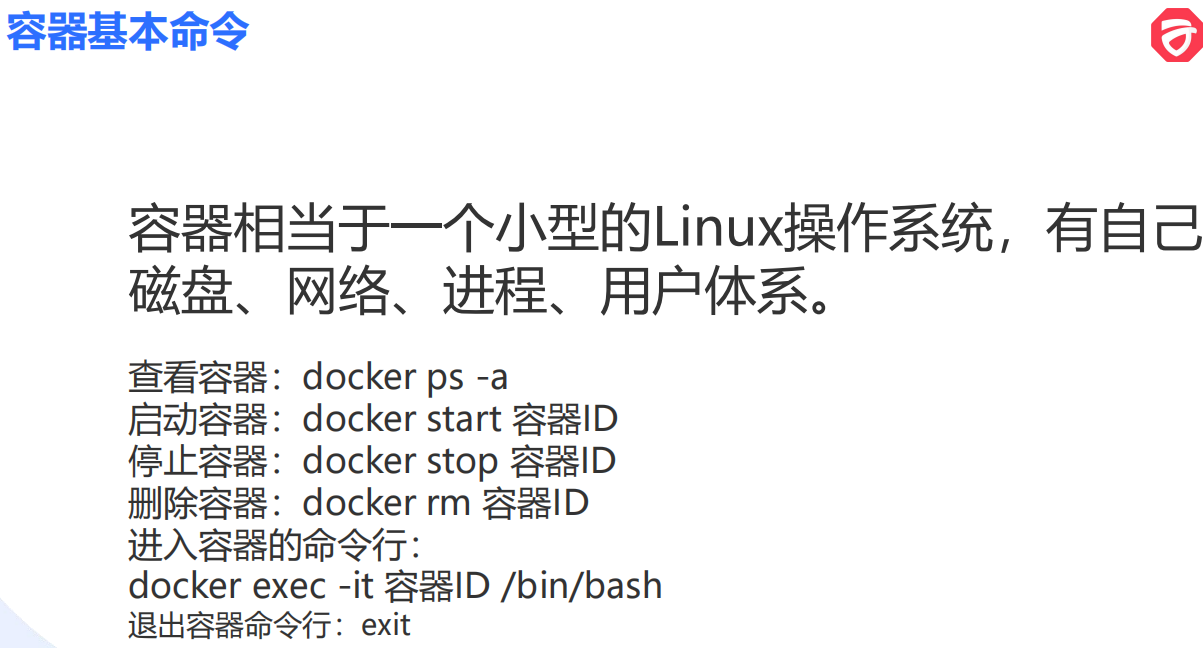 容器基本命令
容器相当于一个小型的Linux操作系统，有自己
磁盘、网络、进程、用户体系。
查看容器：docker ps -a
启动容器：docker start 容器ID
停止容器：docker stop 容器ID
删除容器：docker rm 容器ID
进入容器的命令行：
docker exec -it 容器ID /bin/bash
退出容器命令行：exit